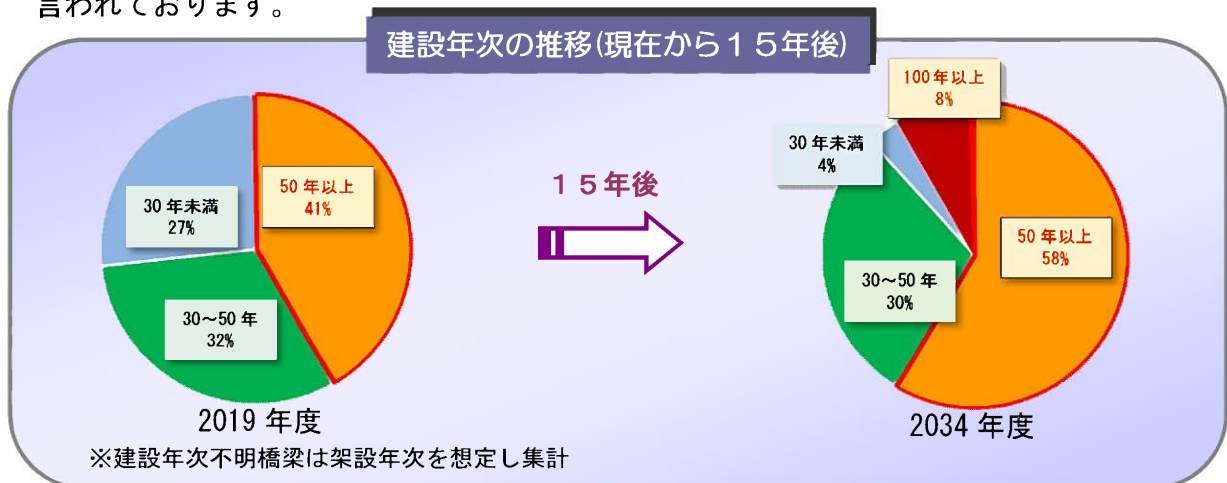 言われております。
建設年次の推移(現在から１５年後)
50年以上
41%
30年未満
27%
30～50年
32%
2019年度
１５年後
100年以上
8%
30年未満
4%
50年以上
58%
30～50年
30%
2034年度
※建設年次不明橋梁は架設年次を想定し集計